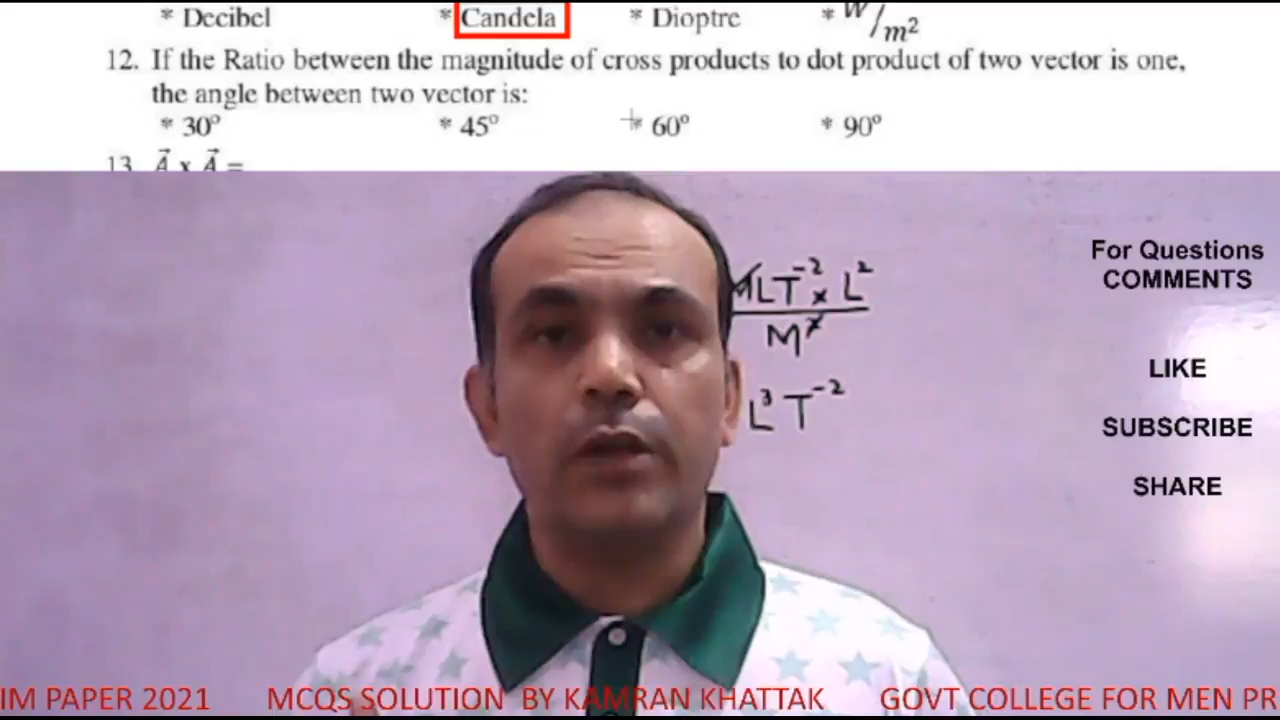 * Decibel * Candela * Dioptre * W/m²
12. If the Ratio between the magnitude of cross products to dot product of two vector is one,
the angle between two vector is:
* 30° * 45° * 60° * 90°
13. A⃗ x A⃗ =
MLT⁻² x L²
M²
L³ T⁻²
For Questions
COMMENTS
LIKE
SUBSCRIBE
SHARE
IM PAPER 2021 MCQS SOLUTION BY KAMRAN KHATTAK GOVT COLLEGE FOR MEN PR